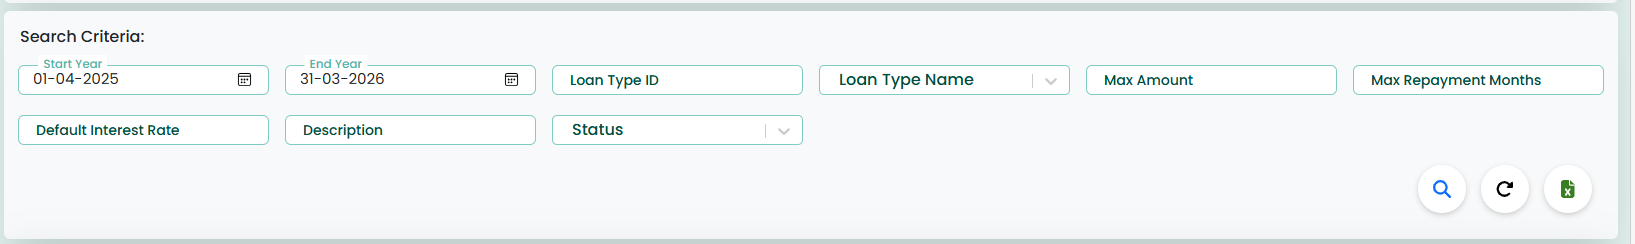 Search Criteria:
Start Year
End Year
01-04-2025
31-03-2026
Loan Type ID
Loan Type Name
Max Amount
Max Repayment Months
Default Interest Rate
Description
Status
X